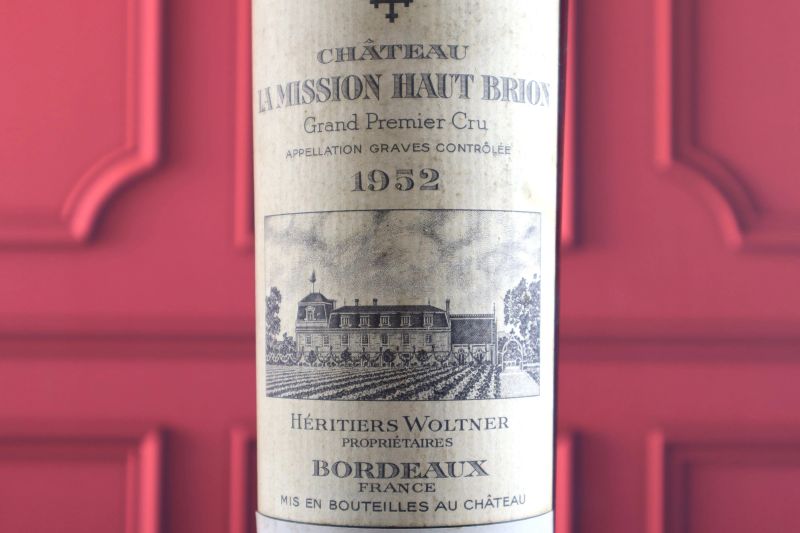 CHÂTEAU
LA MISSION HAUT BRION
Grand Premier Cru
APPELLATION GRAVES CONTRÔLÉE
1952
HÉRITIERS WOLTNER
PROPRIÉTAIRES
BORDEAUX
FRANCE
MIS EN BOUTEILLES AU CHÂTEAU